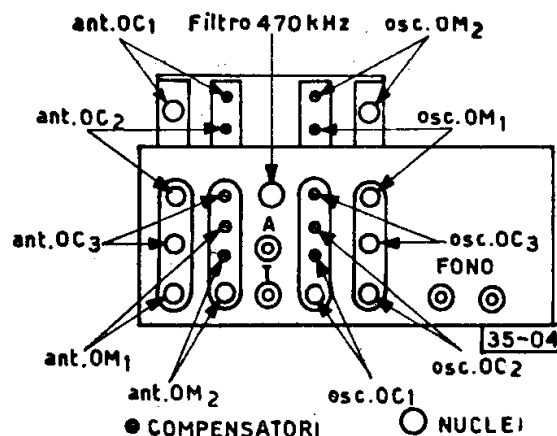 ant.OC1 Filtro 470 kHz osc.OM2
ant.OC2 osc.OM1
ant.OC3 A osc.OC3
T FONO
35-04
ant.OM1 osc.OC2
ant.OM2 osc.OC1
COMPENSATORI NUCLEI